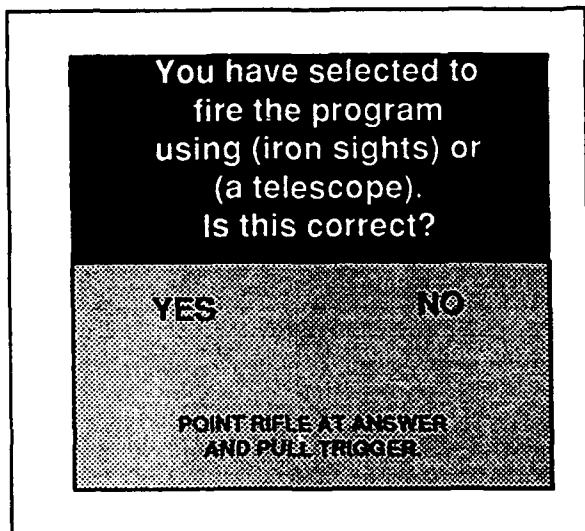 You have selected to
fire the program
using (iron sights) or
(a telescope).
Is this correct?
YES NO
POINT RIFLE AT ANSWER
AND PULL TRIGGER